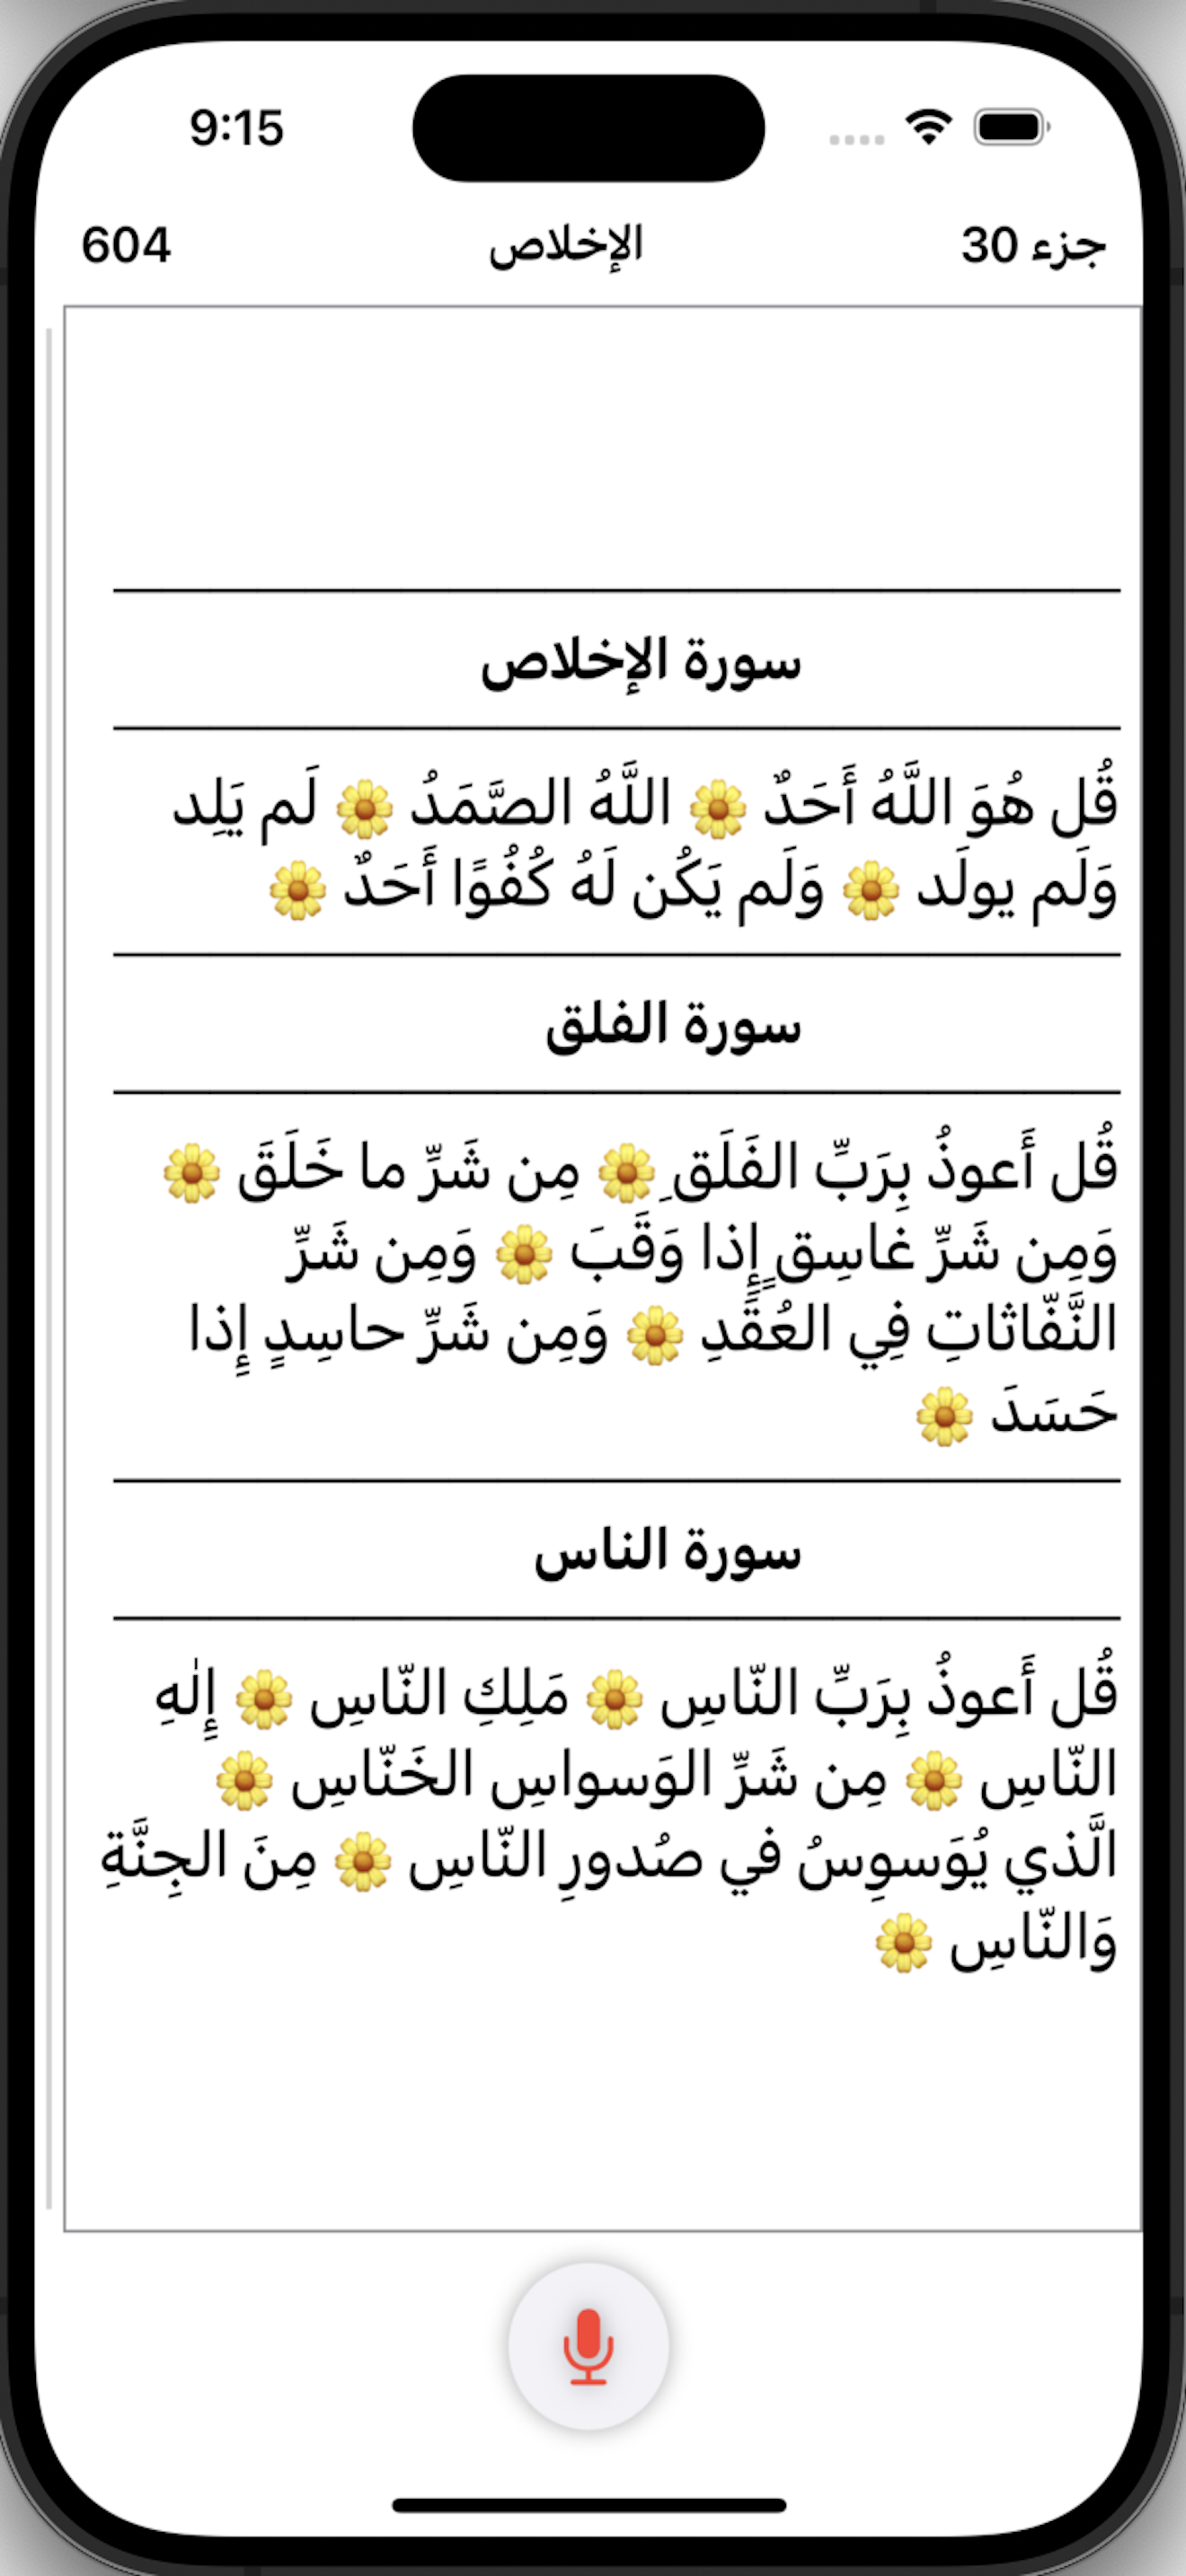 9:15
جزء 30 الإخلاص 604
سورة الإخلاص
قُل هُوَ اللَّهُ أَحَدٌ 🌼 اللَّهُ الصَّمَدُ 🌼 لَم يَلِد
وَلَم يولَد 🌼 وَلَم يَكُن لَهُ كُفُوًا أَحَدٌ 🌼
سورة الفلق
قُل أَعوذُ بِرَبِّ الفَلَقِ 🌼 مِن شَرِّ ما خَلَقَ 🌼
وَمِن شَرِّ غاسِقٍ إِذا وَقَبَ 🌼 وَمِن شَرِّ
النَّفّاثاتِ فِي العُقَدِ 🌼 وَمِن شَرِّ حاسِدٍ إِذا
حَسَدَ 🌼
سورة الناس
قُل أَعوذُ بِرَبِّ النّاسِ 🌼 مَلِكِ النّاسِ 🌼 إِلٰهِ
النّاسِ 🌼 مِن شَرِّ الوَسواسِ الخَنّاسِ 🌼
الَّذي يُوَسوِسُ في صُدورِ النّاسِ 🌼 مِنَ الجِنَّةِ
وَالنّاسِ 🌼